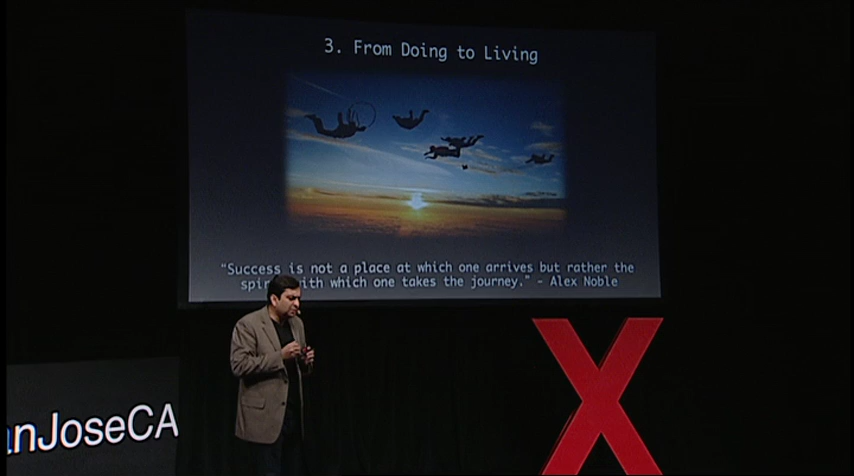 3. From Doing to Living
"Success is not a place at which one arrives but rather the
which one takes the journey." - Alex Noble
anJoseCA
X